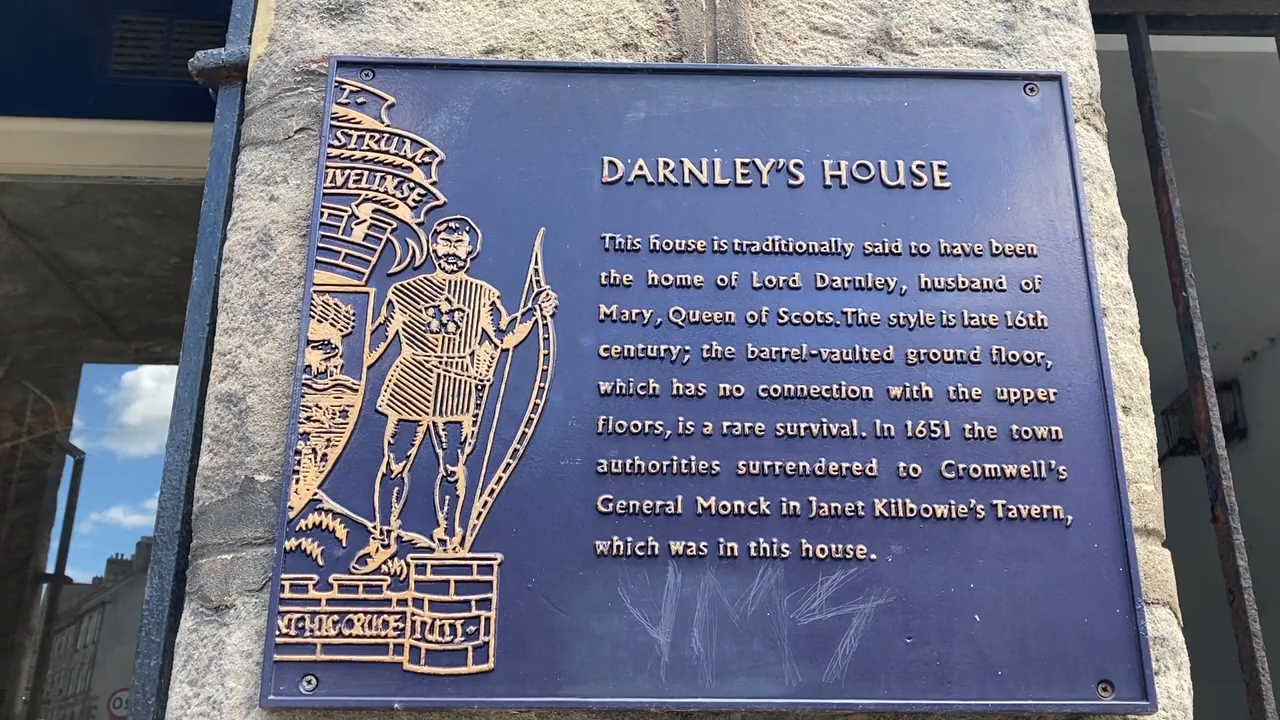 STRUM
DARNLEY'S HOUSE
This house is traditionally said to have been
the home of Lord Darnley, husband of
Mary, Queen of Scots. The style is late 16th
century; the barrel-vaulted ground floor,
which has no connection with the upper
floors, is a rare survival. In 1651 the town
authorities surrendered to Cromwell's
General Monck in Janet Kilbowie's Tavern,
which was in this house.
HIC CRUCE TUTI